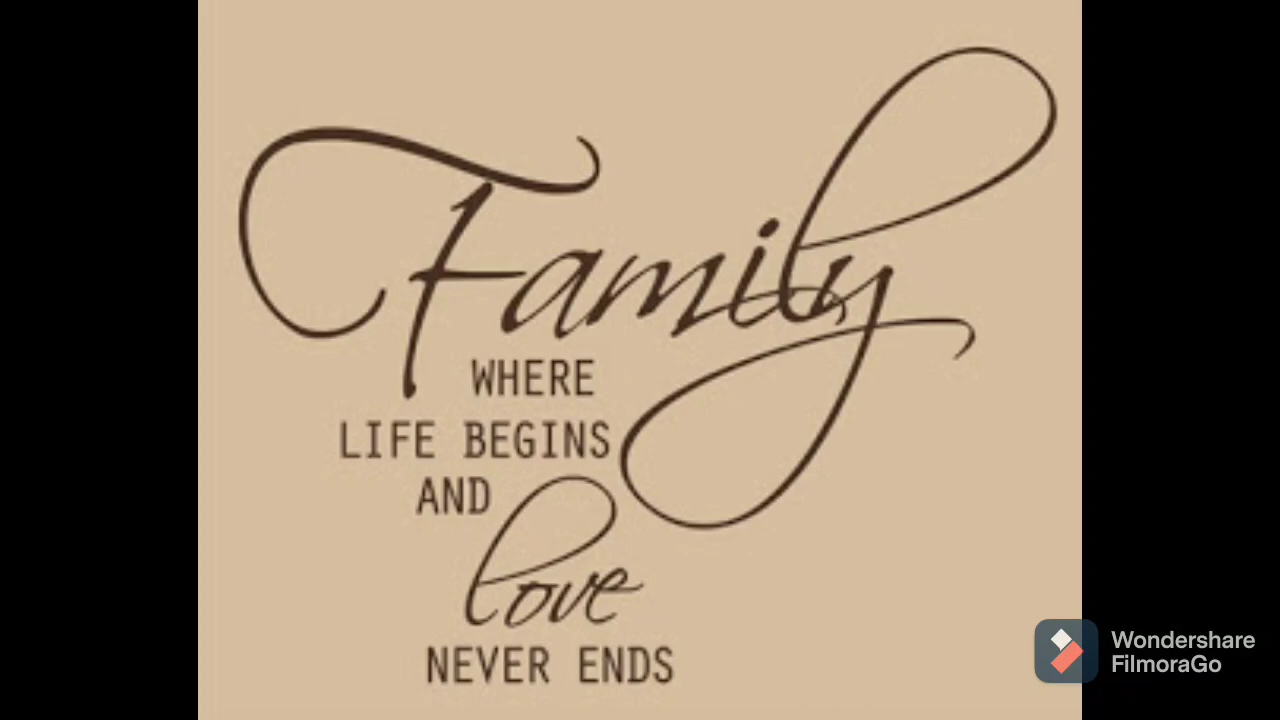 Family
WHERE
LIFE BEGINS
AND
love
NEVER ENDS
Wondershare
FilmoraGo